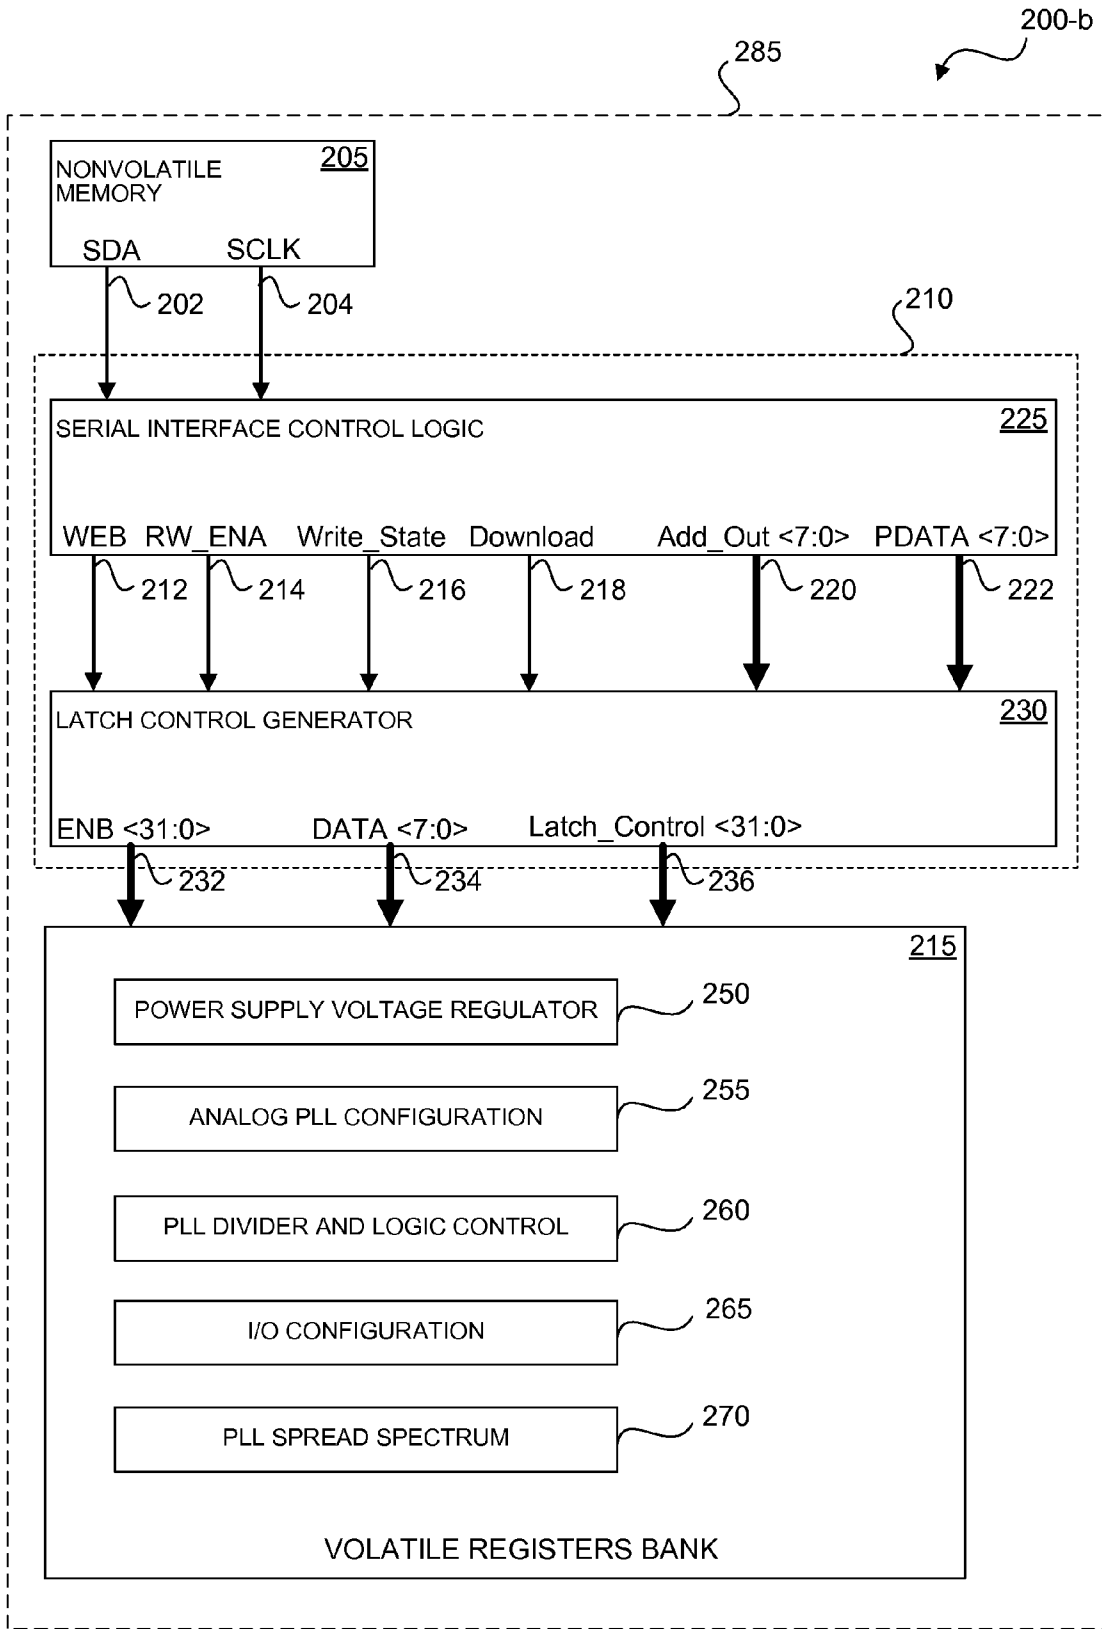 200-b
285
205
NONVOLATILE
MEMORY
SDA SCLK
202 204
210
225
SERIAL INTERFACE CONTROL LOGIC
WEB RW_ENA Write_State Download Add_Out <7:0> PDATA <7:0>
212 214 216 218 220 222
230
LATCH CONTROL GENERATOR
ENB <31:0> DATA <7:0> Latch_Control <31:0>
232 234 236
215
POWER SUPPLY VOLTAGE REGULATOR 250
ANALOG PLL CONFIGURATION 255
PLL DIVIDER AND LOGIC CONTROL 260
I/O CONFIGURATION 265
PLL SPREAD SPECTRUM 270
VOLATILE REGISTERS BANK